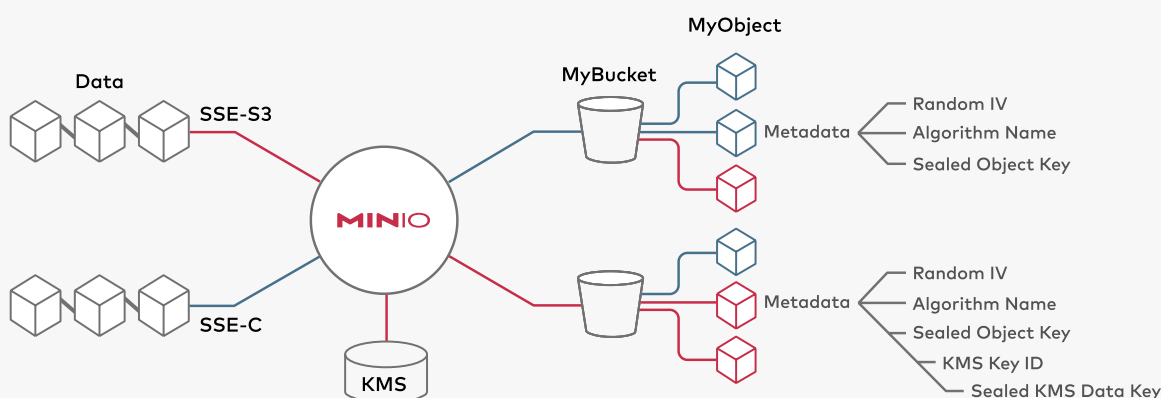 MyObject
Data
MyBucket
SSE-S3
Metadata
Random IV
Algorithm Name
Sealed Object Key
MINIO
SSE-C
KMS
Metadata
Random IV
Algorithm Name
Sealed Object Key
KMS Key ID
Sealed KMS Data Key